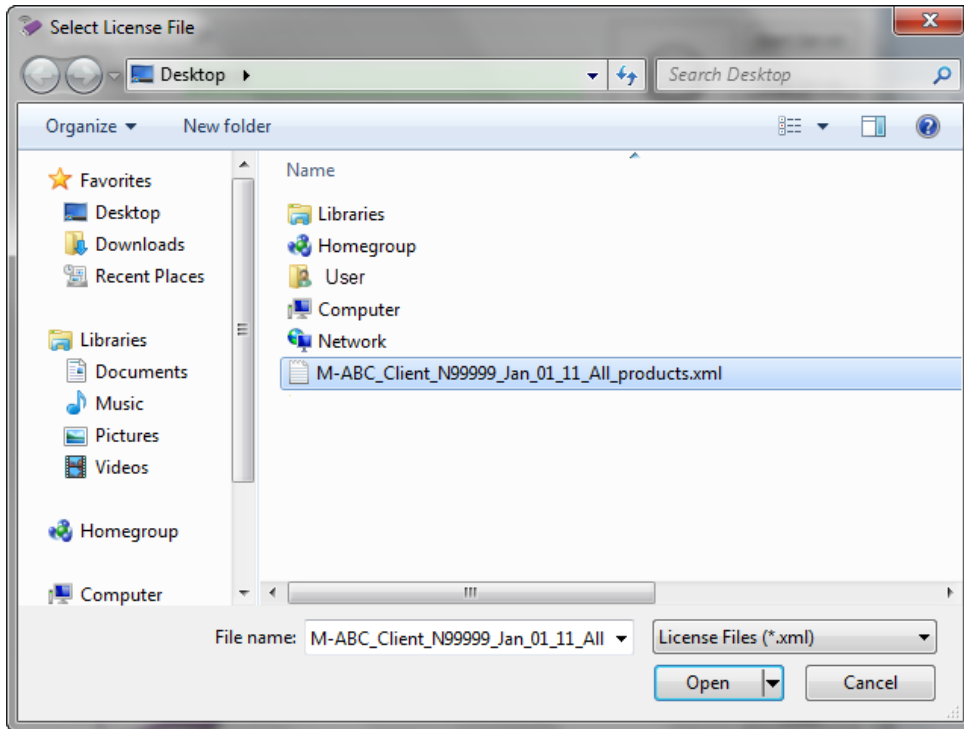 Select License File
Desktop
Search Desktop
Organize
New folder
Favorites
Desktop
Downloads
Recent Places
Libraries
Documents
Music
Pictures
Videos
Homegroup
Computer
Name
Libraries
Homegroup
User
Computer
Network
M-ABC_Client_N99999_Jan_01_11_All_products.xml
File name: M-ABC_Client_N99999_Jan_01_11_All
License Files (*.xml)
Open
Cancel